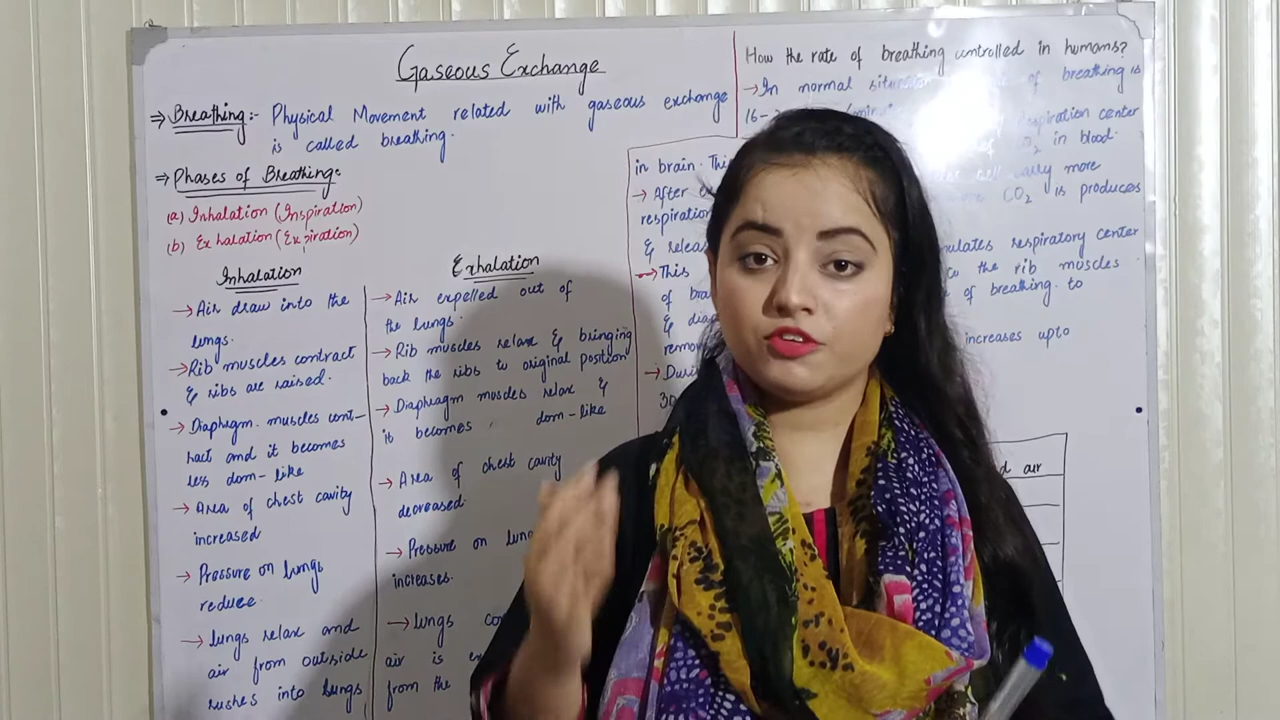 Gaseous Exchange
⇒ Breathing:- Physical Movement related with gaseous exchange
is called breathing.
⇒ Phases of Breathing:
(a) Inhalation (Inspiration)
(b) Exhalation (Expiration)
Inhalation
→ Air draw into the
lungs.
→ Rib muscles contract
& ribs are raised.
→ Diaphragm muscles cont-
ract and it becomes
less dom-like
→ Area of chest cavity
increased
→ Pressure on lungs
reduce.
→ lungs relax and
air from outside
rushes into lungs
Exhalation
→ Air expelled out of
the lungs.
→ Rib muscles relax & bringing
back the ribs to original position
→ Diaphragm muscles relax &
it becomes dom-like
→ Area of chest cavity
decreased.
→ Pressure on
increases.
→ lungs
air is
from the
How the rate of breathing controlled in humans?
→ In normal of breathing is
16- respiration center
in brain. in blood.
→ After carry more
respiration CO2 is produces
& respiratory center
→ This the rib muscles.
of of breathing. to
&
increases upto
→
30
air